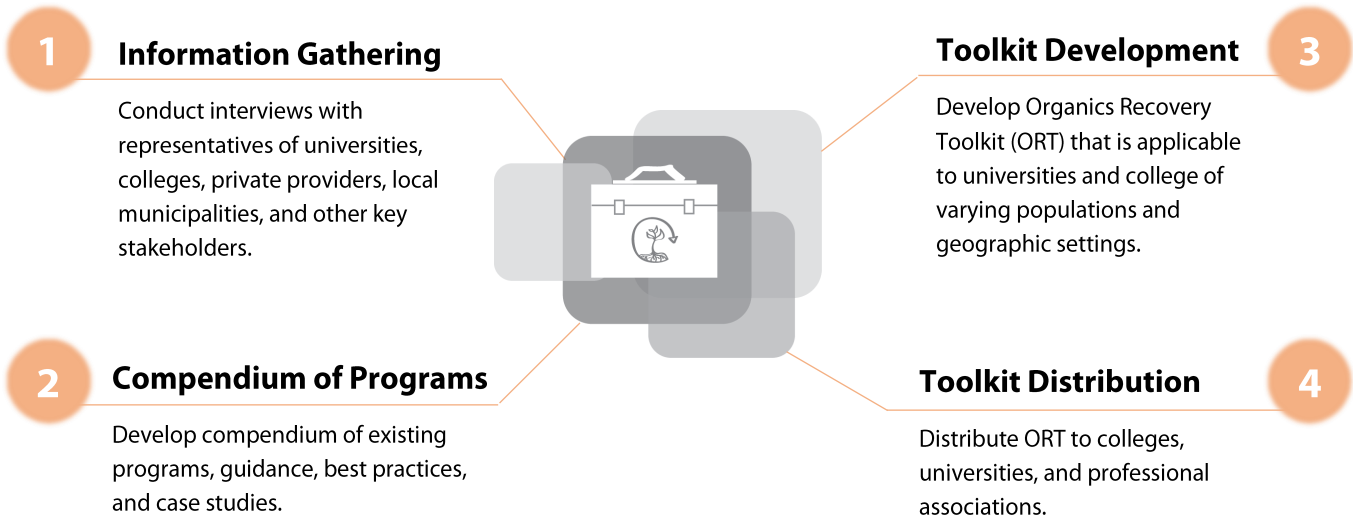 1
Information Gathering
Conduct interviews with
representatives of universities,
colleges, private providers, local
municipalities, and other key
stakeholders.
2
Compendium of Programs
Develop compendium of existing
programs, guidance, best practices,
and case studies.
Toolkit Development
3
Develop Organics Recovery
Toolkit (ORT) that is applicable
to universities and college of
varying populations and
geographic settings.
Toolkit Distribution
4
Distribute ORT to colleges,
universities, and professional
associations.